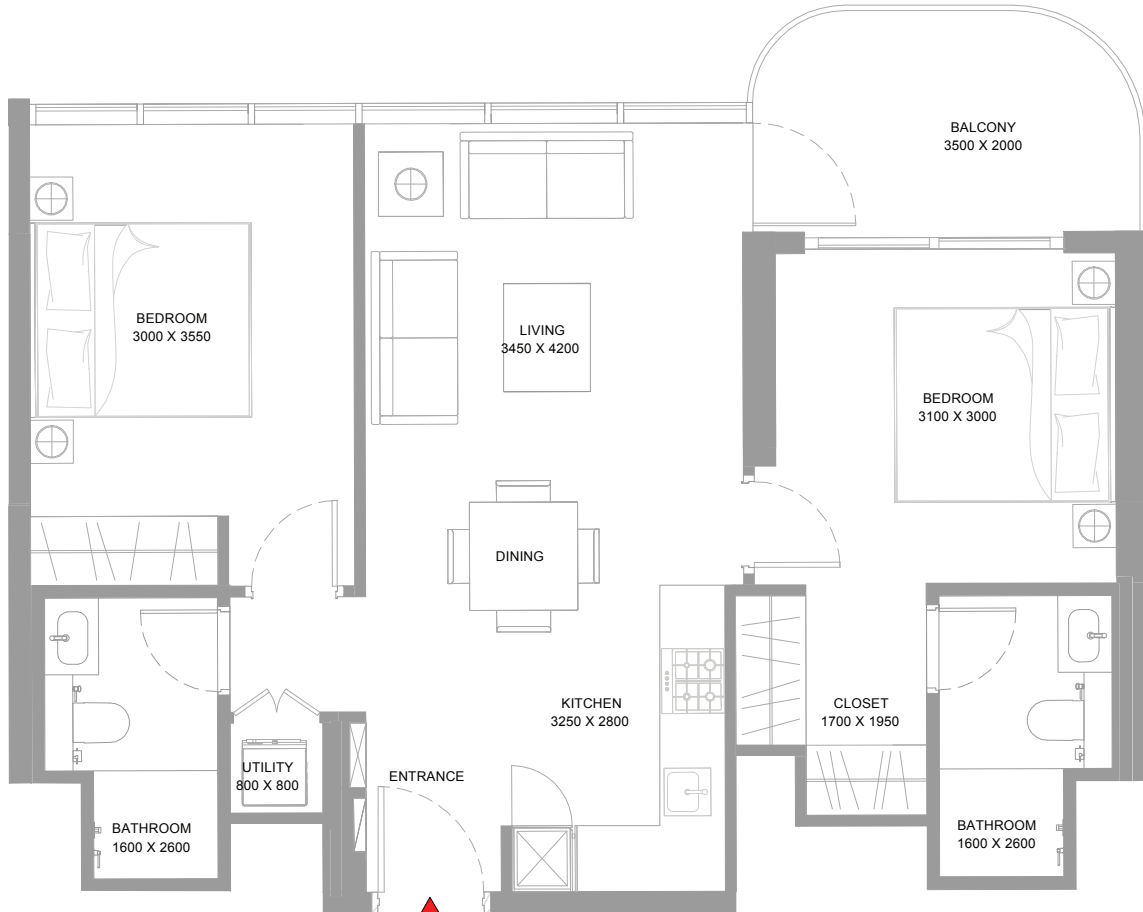 BALCONY
3500 X 2000
BEDROOM
3000 X 3550
LIVING
3450 X 4200
BEDROOM
3100 X 3000
DINING
KITCHEN
3250 X 2800
CLOSET
1700 X 1950
UTILITY
800 X 800
ENTRANCE
BATHROOM
1600 X 2600
BATHROOM
1600 X 2600